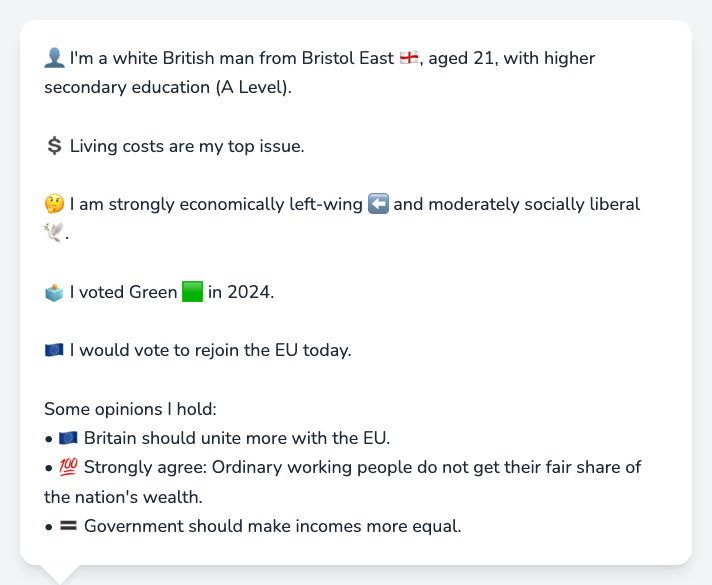 👤 I'm a white British man from Bristol East 🏴󠁧󠁢󠁥󠁮󠁧󠁿, aged 21, with higher
secondary education (A Level).
💲 Living costs are my top issue.
🤔 I am strongly economically left-wing ⬅️ and moderately socially liberal
🕊️.
🗳️ I voted Green 🟩 in 2024.
🇪🇺 I would vote to rejoin the EU today.
Some opinions I hold:
• 🇪🇺 Britain should unite more with the EU.
• 💯 Strongly agree: Ordinary working people do not get their fair share of
the nation's wealth.
• 🟰 Government should make incomes more equal.